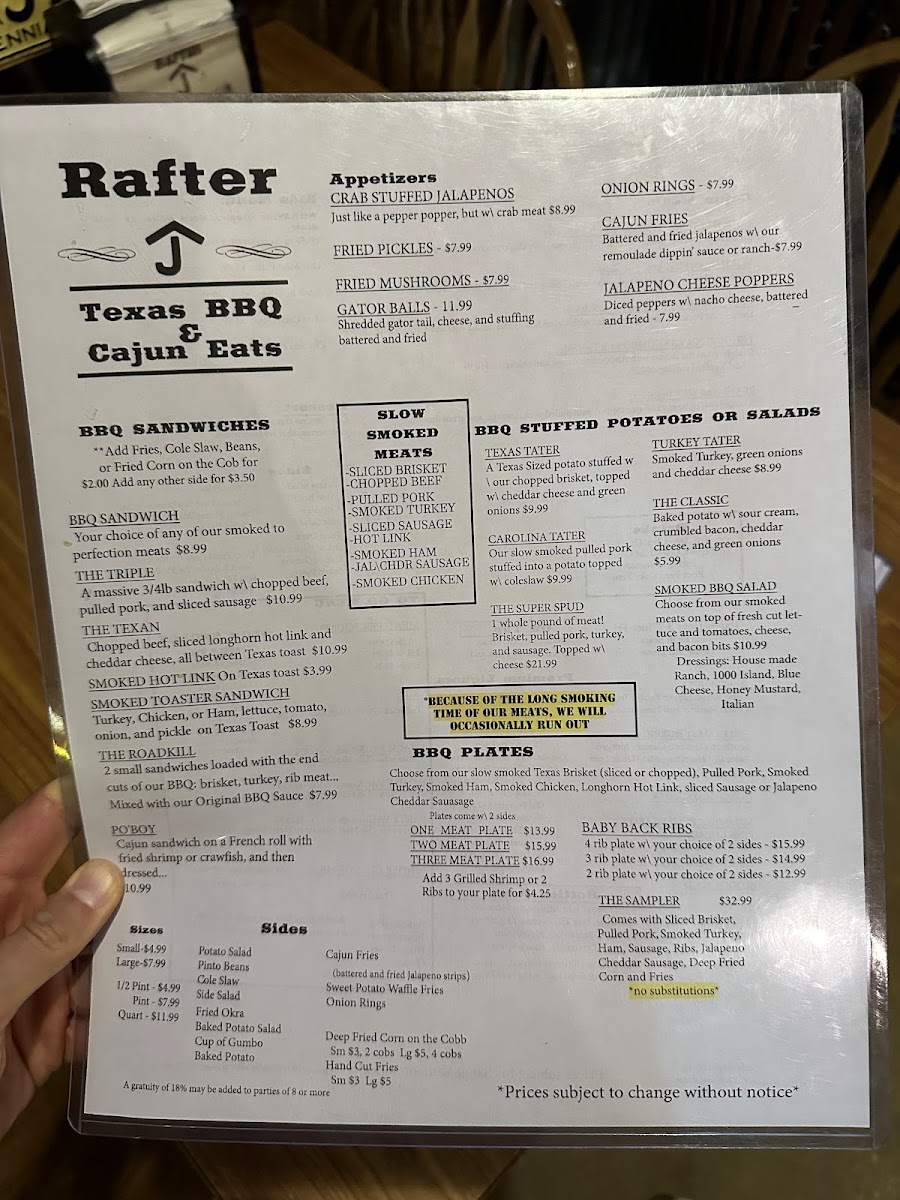 ENNI
Rafter
J
Texas BBQ
&
Cajun Eats
Appetizers
CRAB STUFFED JALAPENOS
Just like a pepper popper, but w\ crab meat $8.99
FRIED PICKLES - $7.99
FRIED MUSHROOMS - $7.99
GATOR BALLS - 11.99
Shredded gator tail, cheese, and stuffing
battered and fried
ONION RINGS - $7.99
CAJUN FRIES
Battered and fried jalapenos w\ our
remoulade dippin' sauce or ranch-$7.99
JALAPENO CHEESE POPPERS
Diced peppers w\ nacho cheese, battered
and fried - 7.99
BBQ SANDWICHES
**Add Fries, Cole Slaw, Beans,
or Fried Corn on the Cob for
$2.00 Add any other side for $3.50
BBQ SANDWICH
Your choice of any of our smoked to
perfection meats $8.99
THE TRIPLE
A massive 3/4lb sandwich w\ chopped beef,
pulled pork, and sliced sausage $10.99
THE TEXAN
Chopped beef, sliced longhorn hot link and
cheddar cheese, all between Texas toast $10.99
SMOKED HOT LINK On Texas toast $3.99
SMOKED TOASTER SANDWICH
Turkey, Chicken, or Ham, lettuce, tomato,
onion, and pickle on Texas Toast $8.99
THE ROADKILL
2 small sandwiches loaded with the end
cuts of our BBQ: brisket, turkey, rib meat...
Mixed with our Original BBQ Sauce $7.99
PO'BOY
Cajun sandwich on a French roll with
fried shrimp or crawfish, and then
dressed...
10.99
SLOW
SMOKED
MEATS
-SLICED BRISKET
-CHOPPED BEEF
-PULLED PORK
-SMOKED TURKEY
-SLICED SAUSAGE
-HOT LINK
-SMOKED HAM
-JAL\CHDR SAUSAGE
-SMOKED CHICKEN
BBQ STUFFED POTATOES OR SALADS
TEXAS TATER
A Texas Sized potato stuffed w
\ our chopped brisket, topped
w\ cheddar cheese and green
onions $9.99
CAROLINA TATER
Our slow smoked pulled pork
stuffed into a potato topped
w\ coleslaw $9.99
THE SUPER SPUD
1 whole pound of meat!
Brisket, pulled pork, turkey,
and sausage. Topped w\
cheese $21.99
TURKEY TATER
Smoked Turkey, green onions
and cheddar cheese $8.99
THE CLASSIC
Baked potato w\ sour cream,
crumbled bacon, cheddar
cheese, and green onions
$5.99
SMOKED BBQ SALAD
Choose from our smoked
meats on top of fresh cut let-
tuce and tomatoes, cheese,
and bacon bits $10.99
Dressings: House made
Ranch, 1000 Island, Blue
Cheese, Honey Mustard,
Italian
*BECAUSE OF THE LONG SMOKING
TIME OF OUR MEATS, WE WILL
OCCASIONALLY RUN OUT
BBQ PLATES
Choose from our slow smoked Texas Brisket (sliced or chopped), Pulled Pork, Smoked
Turkey, Smoked Ham, Smoked Chicken, Longhorn Hot Link, sliced Sausage or Jalapeno
Cheddar Sauasage
Plates come w\ 2 sides
ONE MEAT PLATE $13.99
TWO MEAT PLATE $15.99
THREE MEAT PLATE $16.99
Add 3 Grilled Shrimp or 2
Ribs to your plate for $4.25
BABY BACK RIBS
4 rib plate w\ your choice of 2 sides - $15.99
3 rib plate w\ your choice of 2 sides - $14.99
2 rib plate w\ your choice of 2 sides - $12.99
THE SAMPLER $32.99
Comes with Sliced Brisket,
Pulled Pork, Smoked Turkey,
Ham, Sausage, Ribs, Jalapeno
Cheddar Sausage, Deep Fried
Corn and Fries
*no substitutions*
Sizes
Small-$4.99
Large-$7.99
1/2 Pint - $4.99
Pint - $7.99
Quart - $11.99
Sides
Potato Salad
Pinto Beans
Cole Slaw
Side Salad
Fried Okra
Baked Potato Salad
Cup of Gumbo
Baked Potato
Cajun Fries
(battered and fried Jalapeno strips)
Sweet Potato Waffle Fries
Onion Rings
Deep Fried Corn on the Cobb
Sm $3, 2 cobs Lg $5, 4 cobs
Hand Cut Fries
Sm $3 Lg $5
A gratuity of 18% may be added to parties of 8 or more
*Prices subject to change without notice*